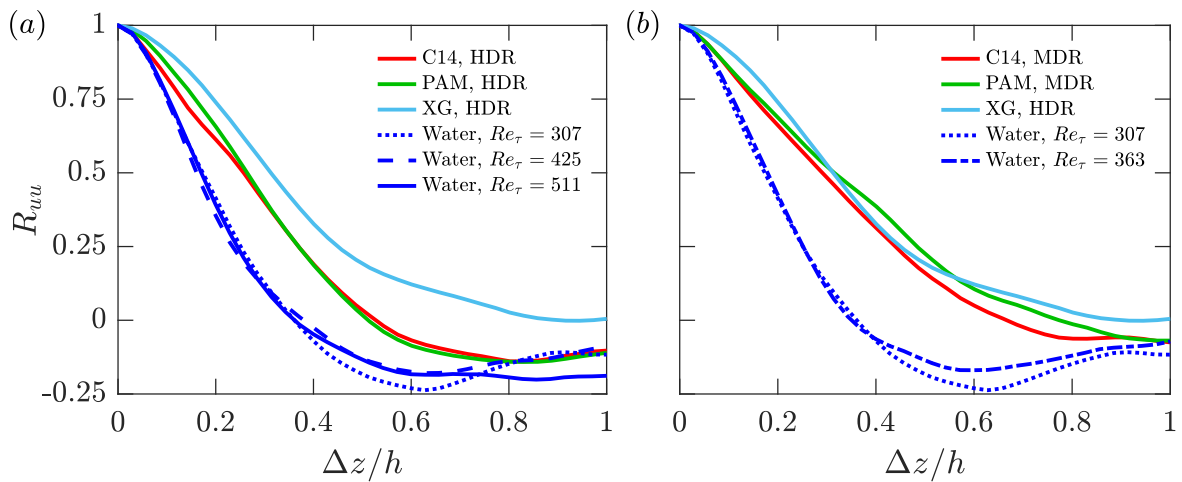 (a)
1
0.75
0.5
0.25
0
-0.25
R_{uu}
C14, HDR
PAM, HDR
XG, HDR
Water, Re_τ = 307
Water, Re_τ = 425
Water, Re_τ = 511
0 0.2 0.4 0.6 0.8 1
Δz/h
(b)
C14, MDR
PAM, MDR
XG, HDR
Water, Re_τ = 307
Water, Re_τ = 363
0 0.2 0.4 0.6 0.8 1
Δz/h